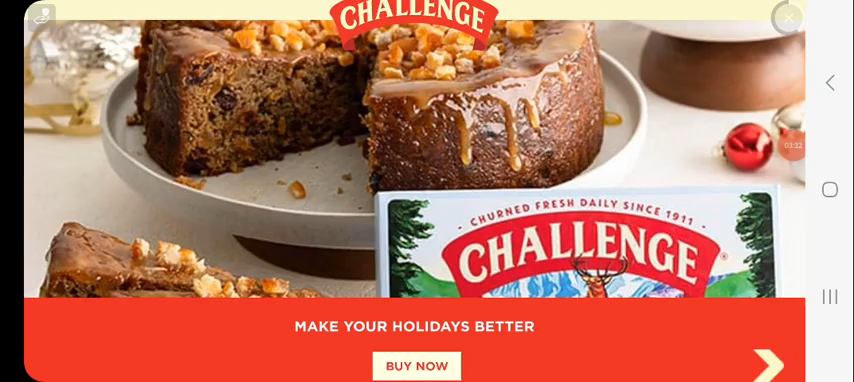 CHALLENGE
03:22
CHURNED FRESH DAILY SINCE 1911
CHALLENGE
®
MAKE YOUR HOLIDAYS BETTER
BUY NOW